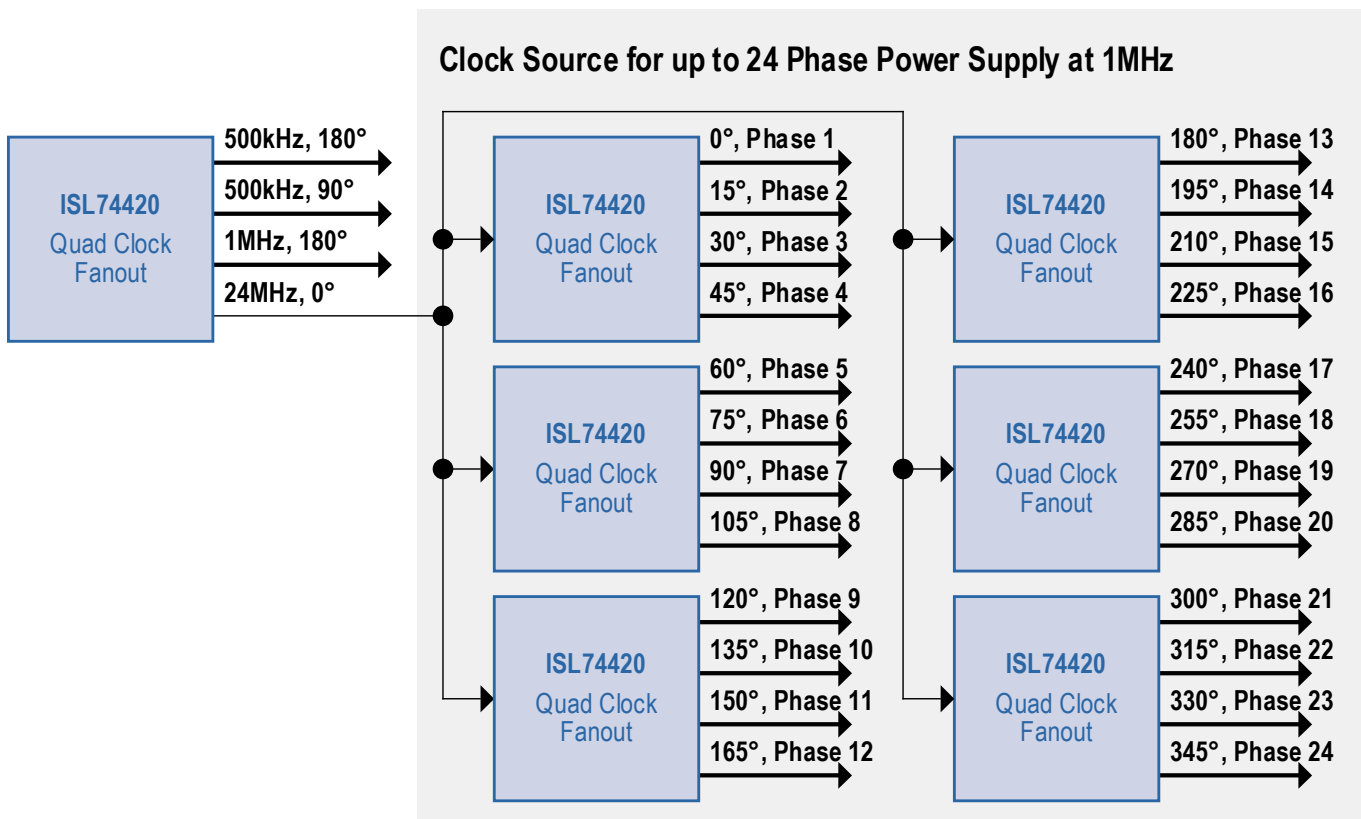 Clock Source for up to 24 Phase Power Supply at 1MHz
ISL74420
Quad Clock
Fanout
500kHz, 180°
500kHz, 90°
1MHz, 180°
24MHz, 0°
ISL74420
Quad Clock
Fanout
0°, Phase 1
15°, Phase 2
30°, Phase 3
45°, Phase 4
ISL74420
Quad Clock
Fanout
60°, Phase 5
75°, Phase 6
90°, Phase 7
105°, Phase 8
ISL74420
Quad Clock
Fanout
120°, Phase 9
135°, Phase 10
150°, Phase 11
165°, Phase 12
ISL74420
Quad Clock
Fanout
180°, Phase 13
195°, Phase 14
210°, Phase 15
225°, Phase 16
ISL74420
Quad Clock
Fanout
240°, Phase 17
255°, Phase 18
270°, Phase 19
285°, Phase 20
ISL74420
Quad Clock
Fanout
300°, Phase 21
315°, Phase 22
330°, Phase 23
345°, Phase 24